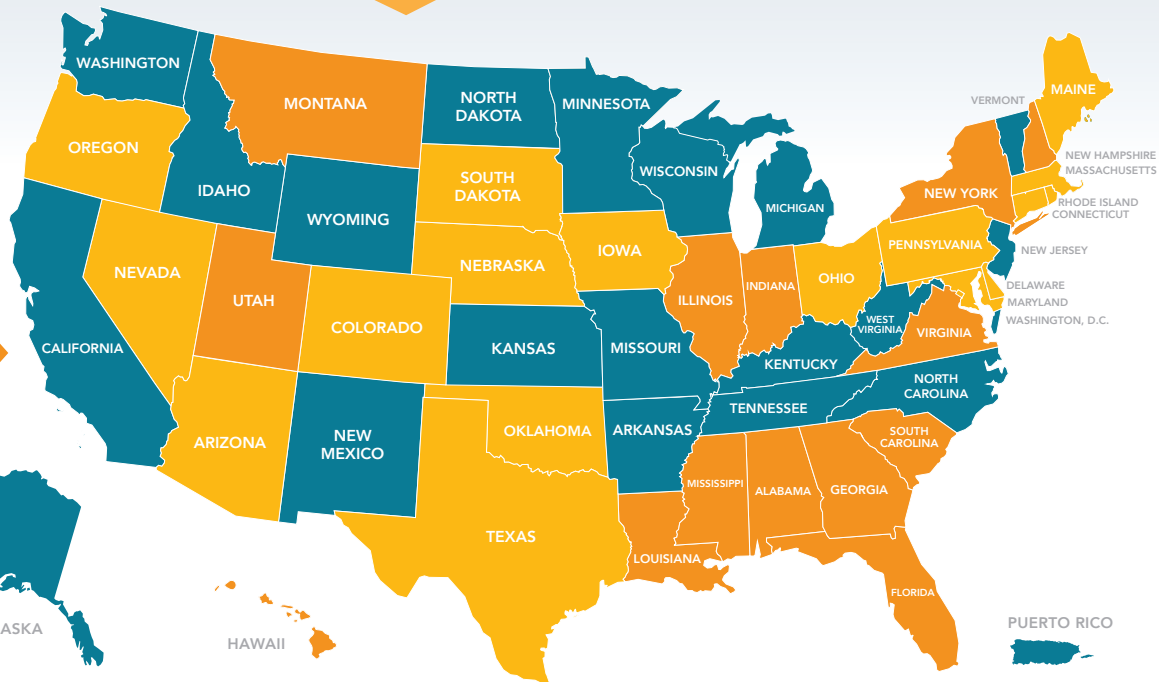 WASHINGTON
MONTANA
NORTH
DAKOTA
MINNESOTA
VERMONT
MAINE
OREGON
IDAHO
WYOMING
SOUTH
DAKOTA
WISCONSIN
MICHIGAN
NEW YORK
NEW HAMPSHIRE
MASSACHUSETTS
RHODE ISLAND
CONNECTICUT
NEVADA
UTAH
COLORADO
NEBRASKA
IOWA
ILLINOIS
INDIANA
OHIO
PENNSYLVANIA
NEW JERSEY
DELAWARE
MARYLAND
WASHINGTON, D.C.
CALIFORNIA
KANSAS
MISSOURI
KENTUCKY
WEST
VIRGINIA
VIRGINIA
ARIZONA
NEW
MEXICO
OKLAHOMA
ARKANSAS
TENNESSEE
NORTH
CAROLINA
SOUTH
CAROLINA
TEXAS
LOUISIANA
MISSISSIPPI
ALABAMA
GEORGIA
FLORIDA
ASKA
HAWAII
PUERTO RICO